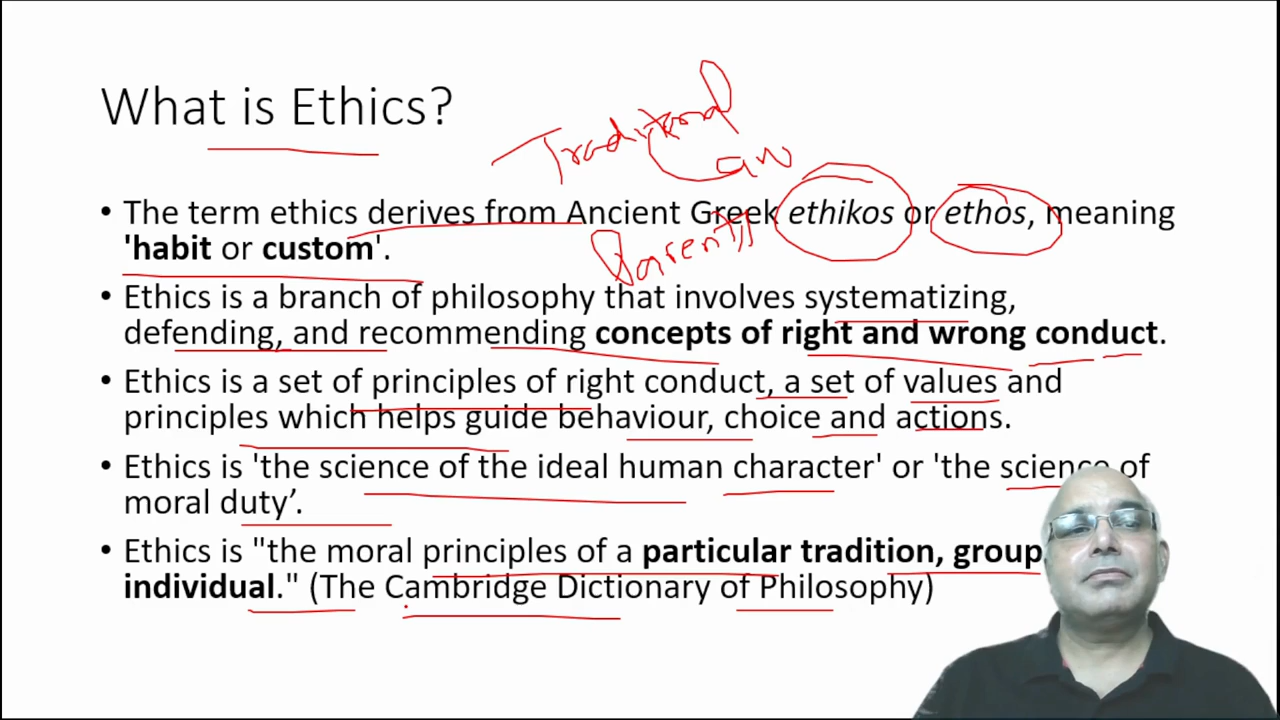 What is Ethics?
Traditional
Law
• The term ethics derives from Ancient Greek ethikos or ethos, meaning
'habit or custom'.
Parents
• Ethics is a branch of philosophy that involves systematizing,
defending, and recommending concepts of right and wrong conduct.
• Ethics is a set of principles of right conduct, a set of values and
principles which helps guide behaviour, choice and actions.
• Ethics is 'the science of the ideal human character' or 'the science of
moral duty’.
• Ethics is "the moral principles of a particular tradition, group
individual." (The Cambridge Dictionary of Philosophy)